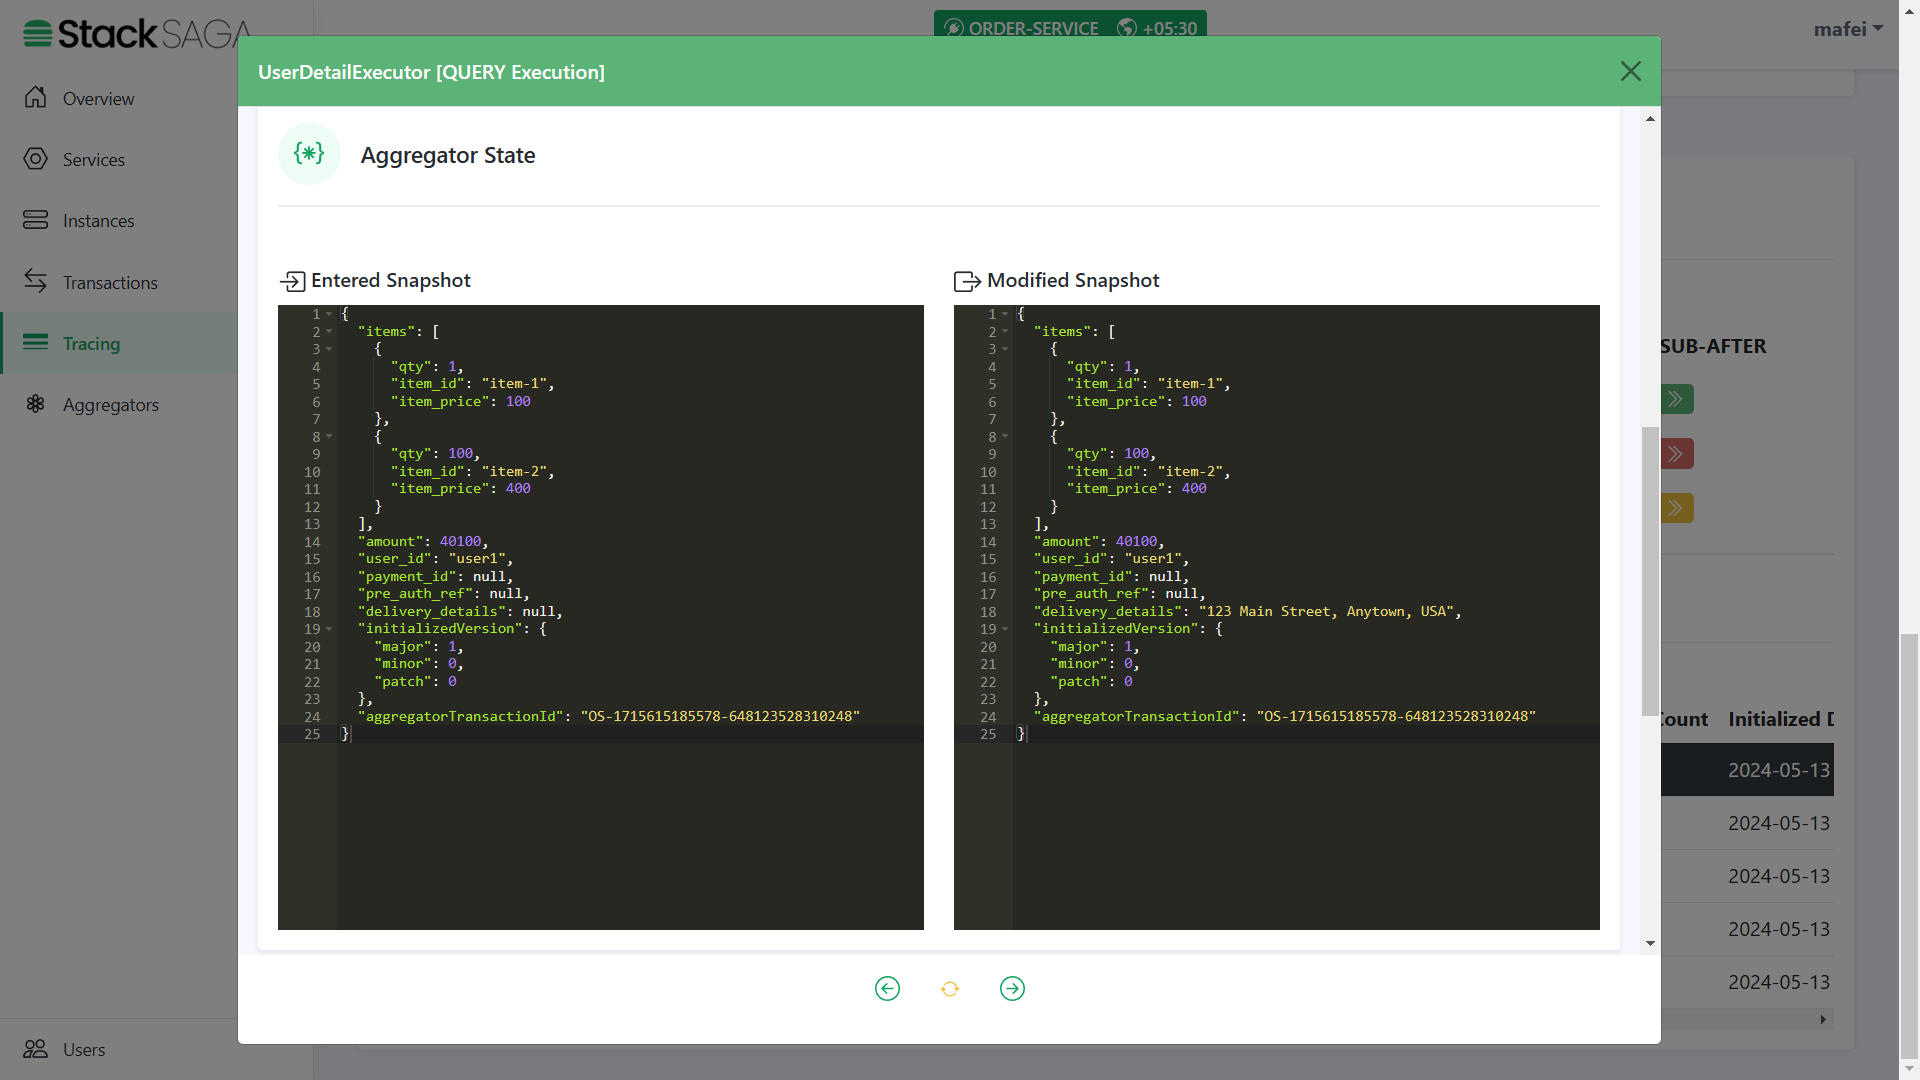 StackSAGA
ORDER-SERVICE +05:30
mafei
Overview
Services
Instances
Transactions
Tracing
Aggregators
Users
UserDetailExecutor [QUERY Execution]
{*} Aggregator State
Entered Snapshot
1 {
2 "items": [
3 {
4 "qty": 1,
5 "item_id": "item-1",
6 "item_price": 100
7 },
8 {
9 "qty": 100,
10 "item_id": "item-2",
11 "item_price": 400
12 }
13 ],
14 "amount": 40100,
15 "user_id": "user1",
16 "payment_id": null,
17 "pre_auth_ref": null,
18 "delivery_details": null,
19 "initializedVersion": {
20 "major": 1,
21 "minor": 0,
22 "patch": 0
23 },
24 "aggregatorTransactionId": "OS-1715615185578-648123528310248"
25 }
Modified Snapshot
1 {
2 "items": [
3 {
4 "qty": 1,
5 "item_id": "item-1",
6 "item_price": 100
7 },
8 {
9 "qty": 100,
10 "item_id": "item-2",
11 "item_price": 400
12 }
13 ],
14 "amount": 40100,
15 "user_id": "user1",
16 "payment_id": null,
17 "pre_auth_ref": null,
18 "delivery_details": "123 Main Street, Anytown, USA",
19 "initializedVersion": {
20 "major": 1,
21 "minor": 0,
22 "patch": 0
23 },
24 "aggregatorTransactionId": "OS-1715615185578-648123528310248"
25 }
SUB-AFTER
Count Initialized D
2024-05-13
2024-05-13
2024-05-13
2024-05-13
2024-05-13